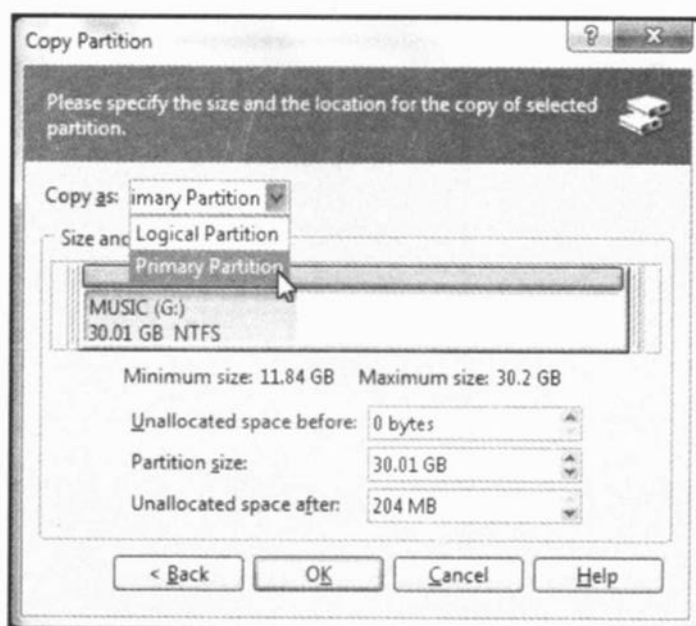 Copy Partition
?
Please specify the size and the location for the copy of selected
partition.
Copy as: imary Partition
Logical Partition
Size and
Primary Partition
MUSIC (G:)
30.01 GB NTFS
Minimum size: 11.84 GB Maximum size: 30.2 GB
Unallocated space before: 0 bytes
Partition size: 30.01 GB
Unallocated space after: 204 MB
< Back OK Cancel Help